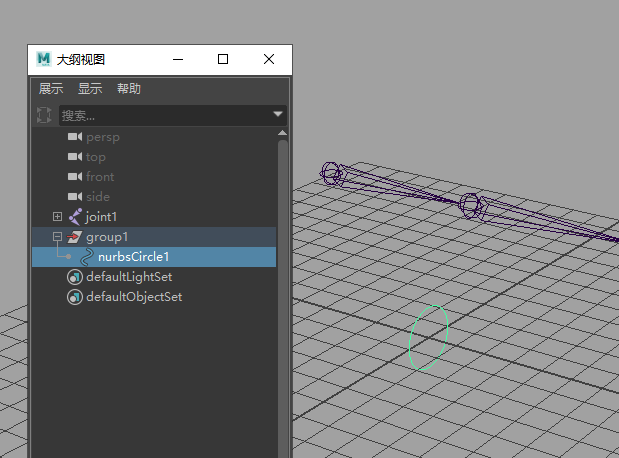 大纲视图
展示 显示 帮助
搜索...
persp
top
front
side
joint1
group1
nurbsCircle1
defaultLightSet
defaultObjectSet